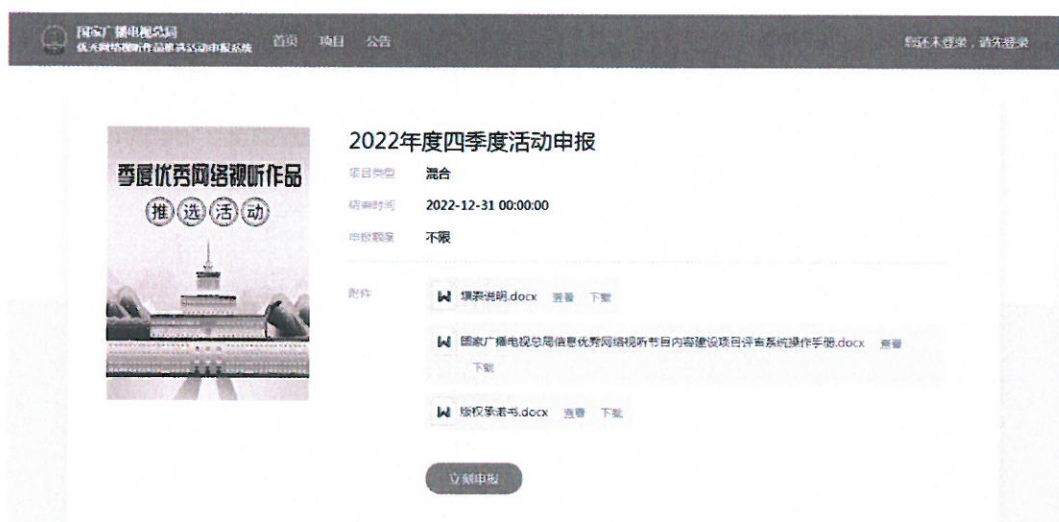 国家广播电视总局
优秀网络视听作品推选活动申报系统
首页 项目 公告
您还未登录，请先登录
季度优秀网络视听作品
推选活动
2022年度四季度活动申报
项目类型 混合
结束时间 2022-12-31 00:00:00
申报额度 不限
附件
填表说明.docx 查看 下载
国家广播电视总局信息优秀网络视听节目内容建设项目评审系统操作手册.docx 查看
下载
版权承诺书.docx 查看 下载
立刻申报